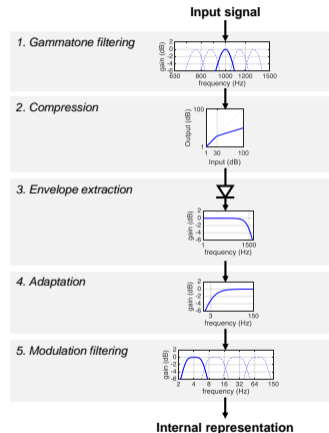 Input signal
1. Gammatone filtering
gain (dB)
2
0
-2
-4
-6
630 800 1000 1200 1500
frequency (Hz)
2. Compression
Output (dB)
100
1
1 30 100
Input (dB)
3. Envelope extraction
gain (dB)
2
0
-2
-4
-6
1 1500
frequency (Hz)
4. Adaptation
gain (dB)
2
0
-2
-4
-6
3 150
frequency (Hz)
5. Modulation filtering
gain (dB)
2
0
-2
-4
-6
2 4 8 16 32 64 150
frequency (Hz)
Internal representation